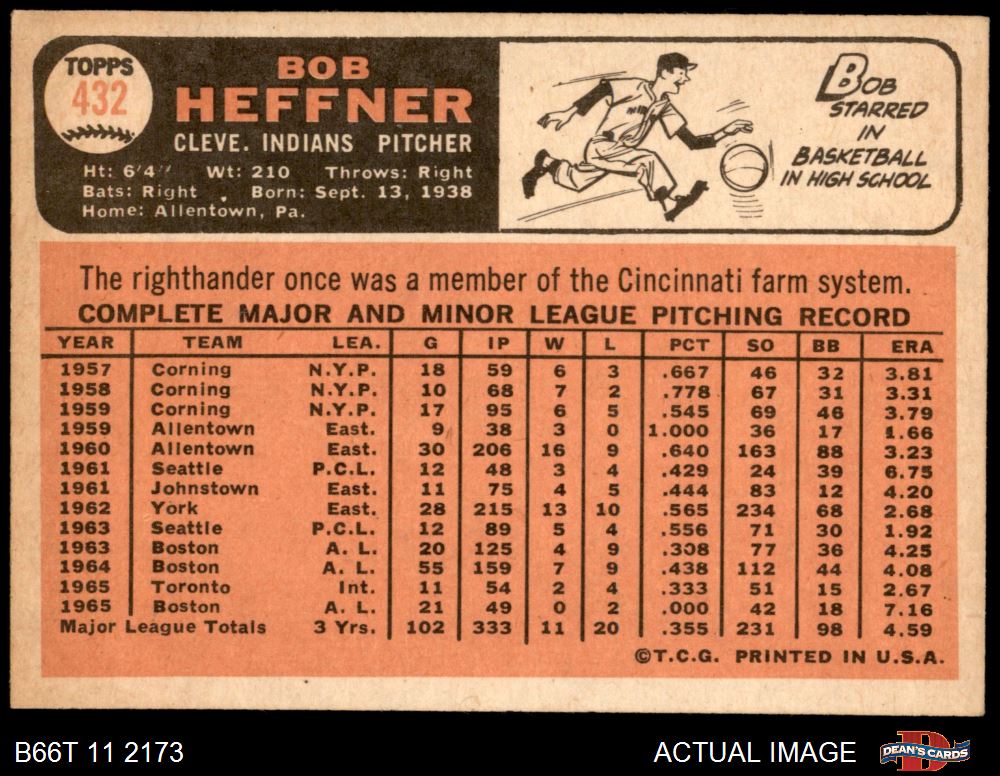 TOPPS
432
BOB
HEFFNER
CLEVE. INDIANS PITCHER
Ht: 6'4" Wt: 210 Throws: Right
Bats: Right Born: Sept. 13, 1938
Home: Allentown, Pa.
BOB
STARRED
IN
BASKETBALL
IN HIGH SCHOOL
The righthander once was a member of the Cincinnati farm system.
COMPLETE MAJOR AND MINOR LEAGUE PITCHING RECORD
YEAR TEAM LEA. G IP W L PCT SO BB ERA
1957 Corning N.Y.P. 18 59 6 3 .667 46 32 3.81
1958 Corning N.Y.P. 10 68 7 2 .778 67 31 3.31
1959 Corning N.Y.P. 17 95 6 5 .545 69 46 3.79
1959 Allentown East. 9 38 3 0 1.000 36 17 1.66
1960 Allentown East. 30 206 16 9 .640 163 88 3.23
1961 Seattle P.C.L. 12 48 3 4 .429 24 39 6.75
1961 Johnstown East. 11 75 4 5 .444 83 12 4.20
1962 York East. 28 215 13 10 .565 234 68 2.68
1963 Seattle P.C.L. 12 89 5 4 .556 71 30 1.92
1963 Boston A. L. 20 125 4 9 .308 77 36 4.25
1964 Boston A. L. 55 159 7 9 .438 112 44 4.08
1965 Toronto Int. 11 54 2 4 .333 51 15 2.67
1965 Boston A. L. 21 49 0 2 .000 42 18 7.16
Major League Totals 3 Yrs. 102 333 11 20 .355 231 98 4.59
©T.C.G. PRINTED IN U.S.A.
B66T 11 2173
ACTUAL IMAGE
DEAN'S CARDS